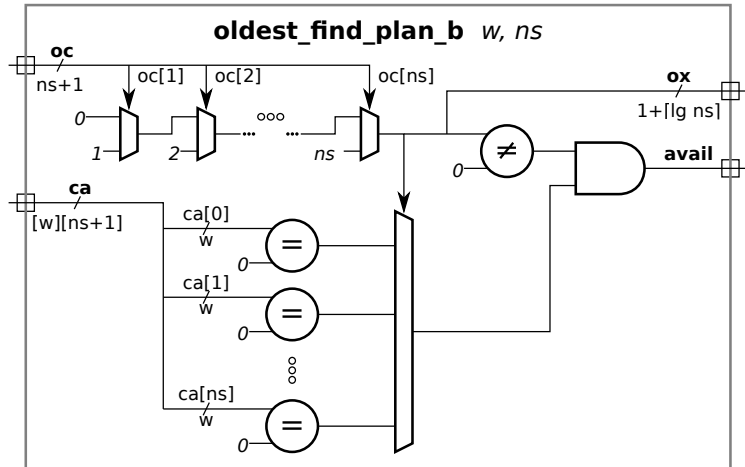 oldest_find_plan_b w, ns
oc
ns+1
oc[1]
oc[2]
oc[ns]
0
1
2
ns
ox
1+⌈lg ns⌉
≠
0
avail
ca
[w][ns+1]
ca[0]
w
=
0
ca[1]
w
=
0
ca[ns]
w
=
0